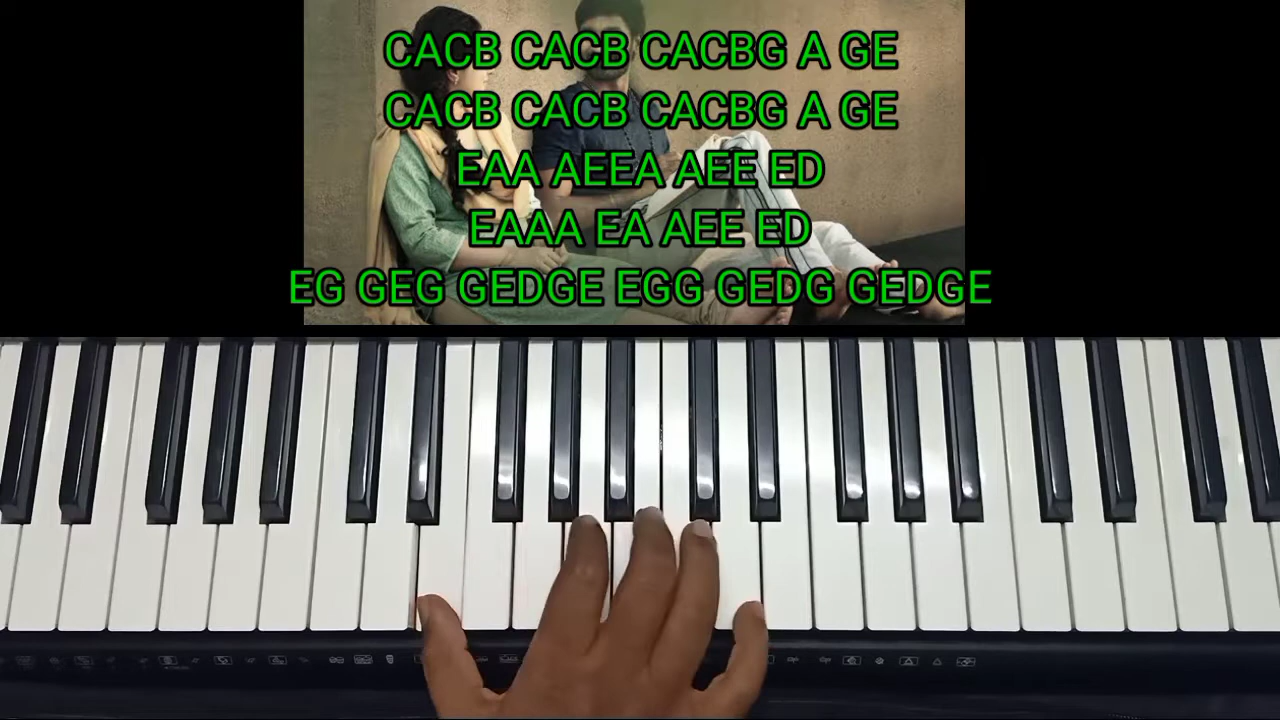 CACB CACB CACBG A GE
CACB CACB CACBG A GE
EAA AEEA AEE ED
EAAA EA AEE ED
EG GEG GEDGE EGG GEDG GEDGE